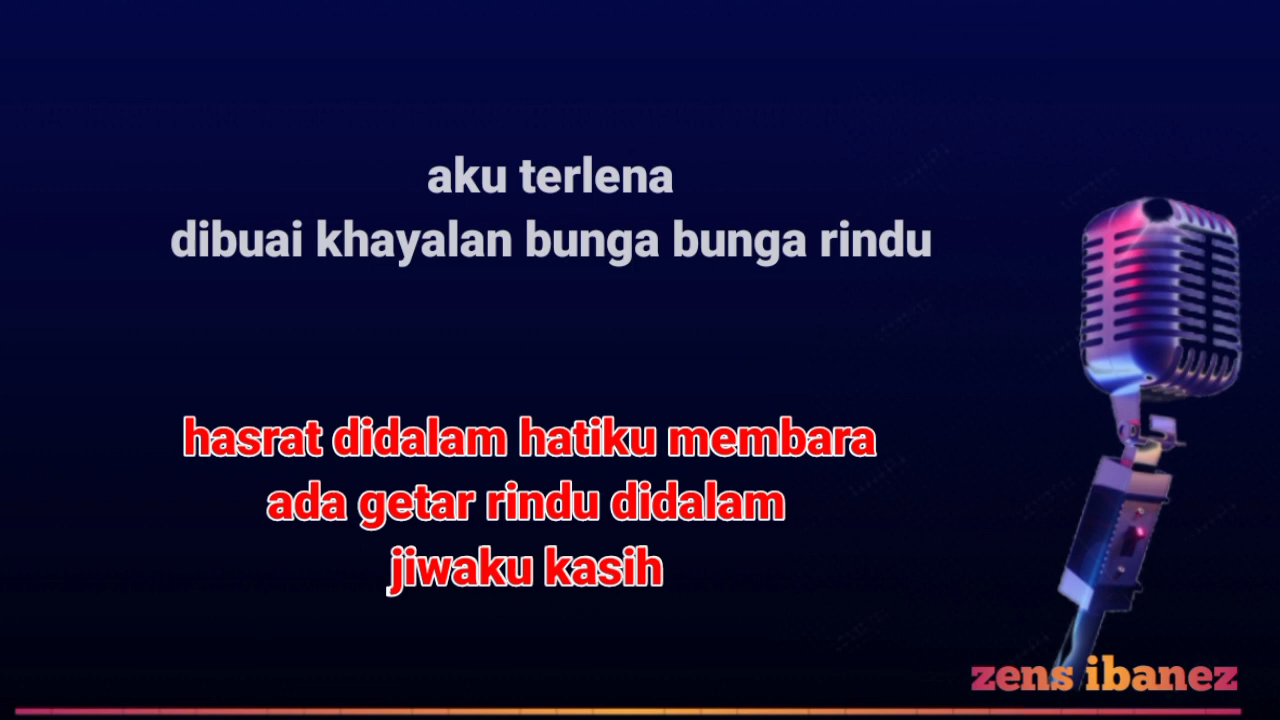 aku terlena
dibuai khayalan bunga bunga rindu
hasrat didalam hatiku membara
ada getar rindu didalam
jiwaku kasih
zens ibanez